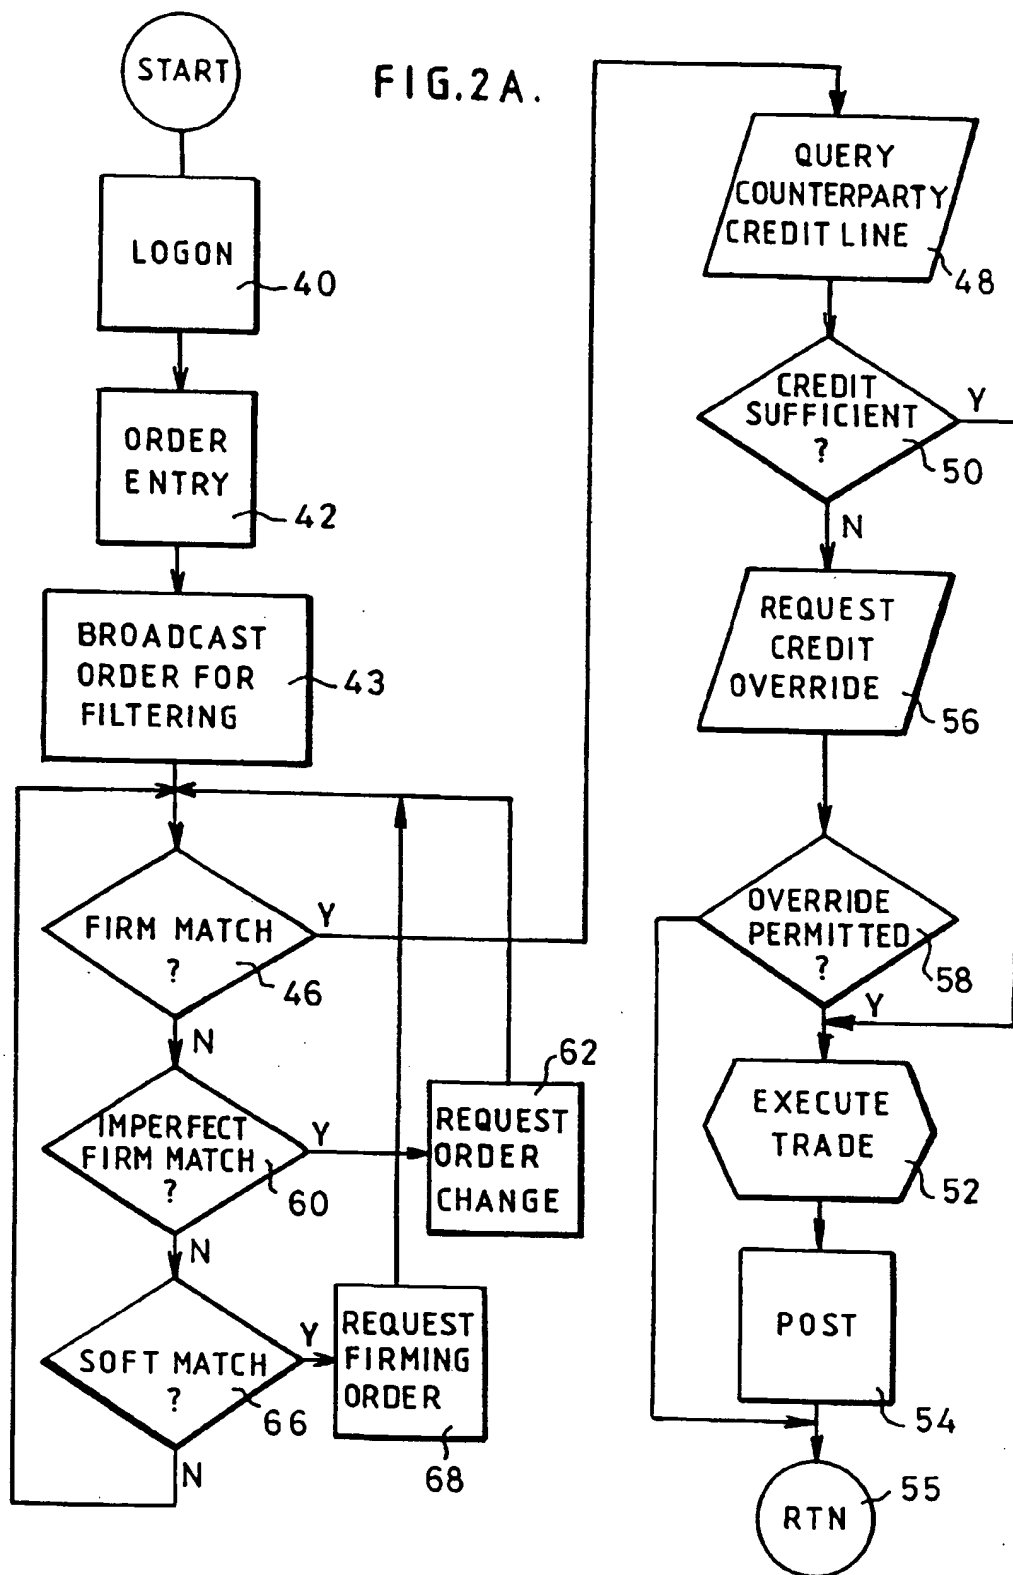 START
FIG.2A.
LOGON
40
ORDER
ENTRY
42
BROADCAST
ORDER FOR
FILTERING
43
FIRM MATCH
?
46
Y
N
IMPERFECT
FIRM MATCH
?
60
Y
N
62
REQUEST
ORDER
CHANGE
SOFT MATCH
?
66
Y
N
REQUEST
FIRMING
ORDER
68
QUERY
COUNTERPARTY
CREDIT LINE
48
CREDIT
SUFFICIENT
?
50
Y
N
REQUEST
CREDIT
OVERRIDE
56
OVERRIDE
PERMITTED
?
58
Y
EXECUTE
TRADE
52
POST
54
RTN
55